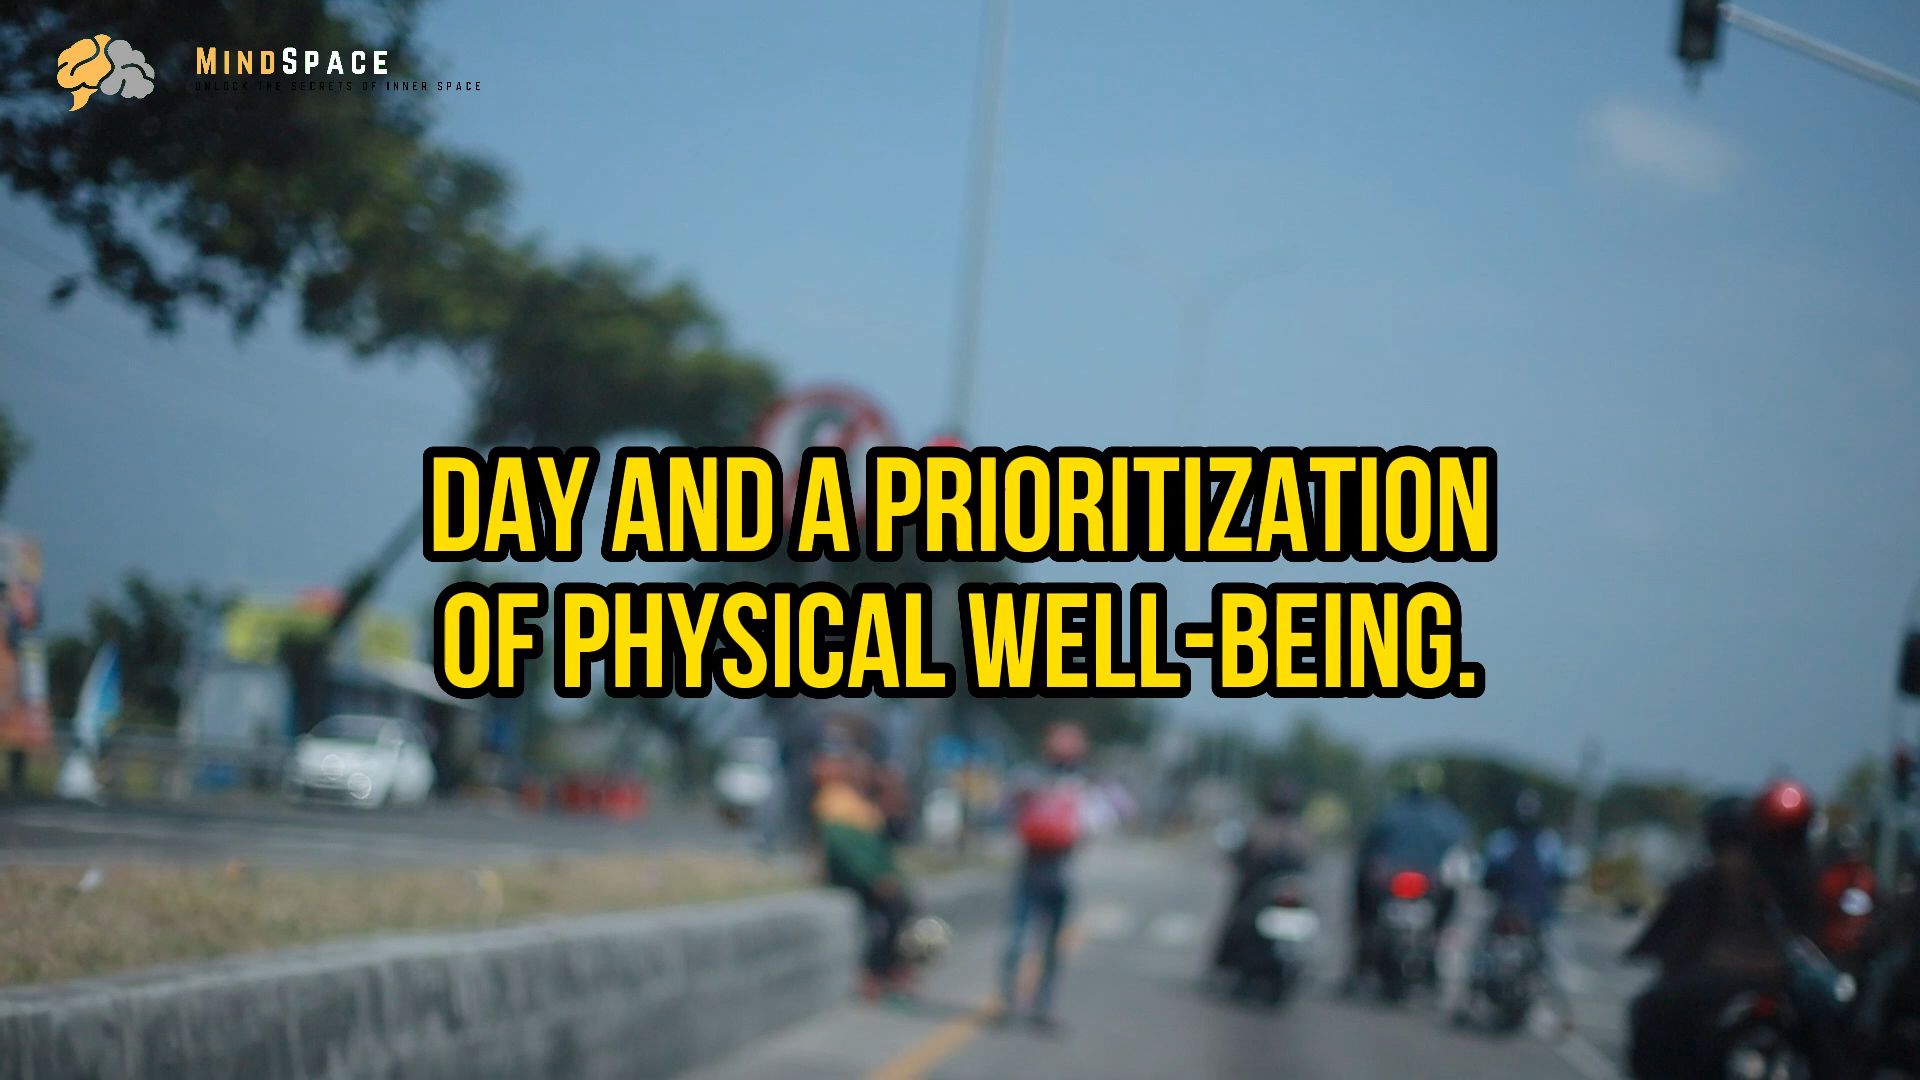 MINDSPACE
UNLOCK THE SECRETS OF INNER SPACE
DAY AND A PRIORITIZATION
OF PHYSICAL WELL-BEING.